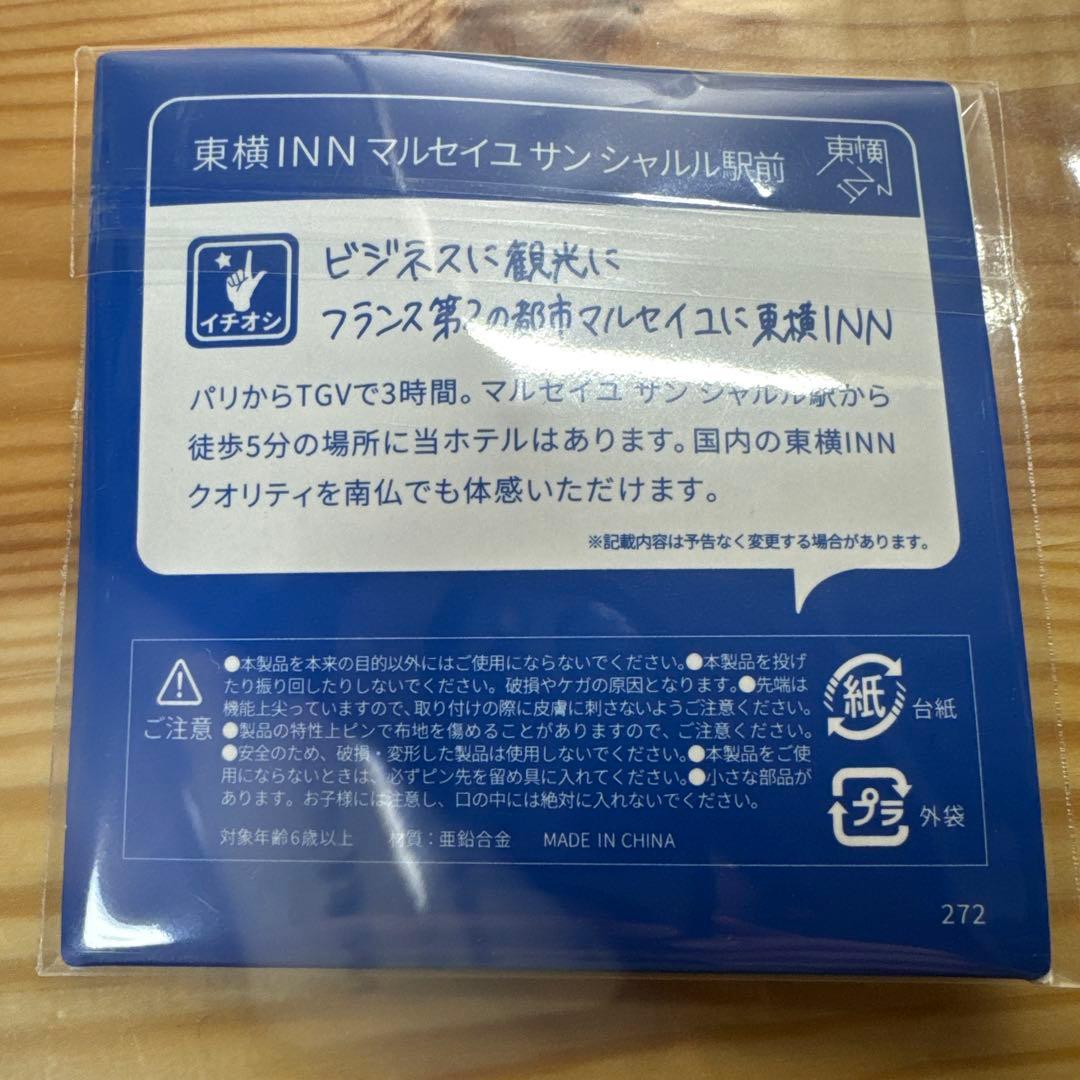 東横INN マルセイユ サン シャルル駅前
東横INN
イチオシ
ビジネスに観光に
フランス第2の都市マルセイユに東横INN
パリからTGVで3時間。マルセイユ サン シャルル駅から
徒歩5分の場所に当ホテルはあります。国内の東横INN
クオリティを南仏でも体感いただけます。
※記載内容は予告なく変更する場合があります。
ご注意
●本製品を本来の目的以外にはご使用にならないでください。●本製品を投げ
たり振り回したりしないでください。破損やケガの原因となります。●先端は
機能上尖っていますので、取り付けの際に皮膚に刺さないようご注意ください。
●製品の特性上ピンで布地を傷めることがありますので、ご注意ください。
●安全のため、破損・変形した製品は使用しないでください。●本製品をご使
用にならないときは、必ずピン先を留め具に入れてください。●小さな部品が
あります。お子様には注意し、口の中には絶対に入れないでください。
対象年齢6歳以上 材質：亜鉛合金 MADE IN CHINA
紙 台紙
プラ 外袋
272